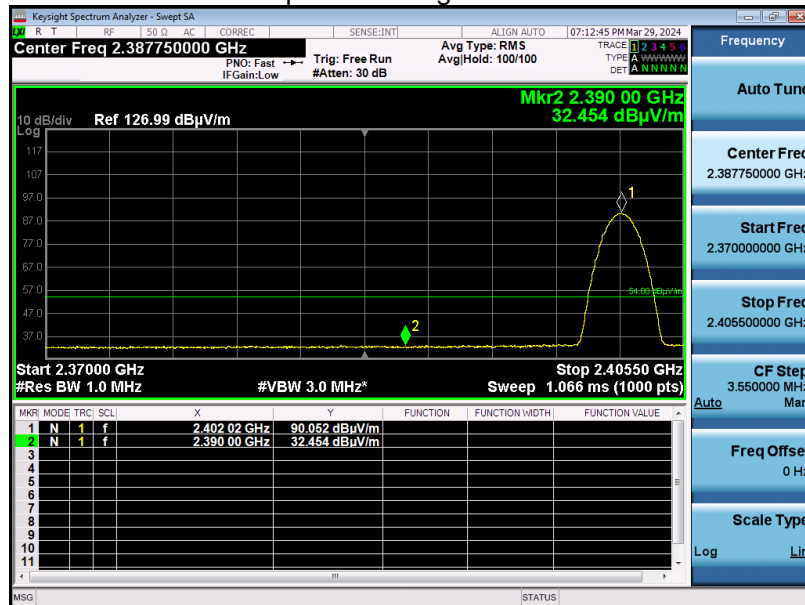 Keysight Spectrum Analyzer - Swept SA
LXI R T RF 50 Ω AC CORREC SENSE:INT ALIGN AUTO 07:12:45 PM Mar 29, 2024
Center Freq 2.387750000 GHz
PNO: Fast
IFGain:Low
Trig: Free Run
#Atten: 30 dB
Avg Type: RMS
Avg|Hold: 100/100
TRACE 1 2 3 4 5 6
TYPE A WWWWW
DET A N N N N N
Mkr2 2.390 00 GHz
32.454 dBµV/m
10 dB/div Ref 126.99 dBµV/m
Log
117
107
97.0
87.0
77.0
67.0
57.0
47.0
37.0
1
54.00 dBµV/m
2
Start 2.37000 GHz Stop 2.40550 GHz
#Res BW 1.0 MHz #VBW 3.0 MHz* Sweep 1.066 ms (1000 pts)
MKR MODE TRC SCL X Y FUNCTION FUNCTION WIDTH FUNCTION VALUE
1 N 1 f 2.402 02 GHz 90.052 dBµV/m
2 N 1 f 2.390 00 GHz 32.454 dBµV/m
3
4
5
6
7
8
9
10
11
MSG STATUS
Frequency
Auto Tune
Center Freq
2.387750000 GHz
Start Freq
2.370000000 GHz
Stop Freq
2.405500000 GHz
CF Step
3.550000 MHz
Auto Man
Freq Offset
0 Hz
Scale Type
Log Lin